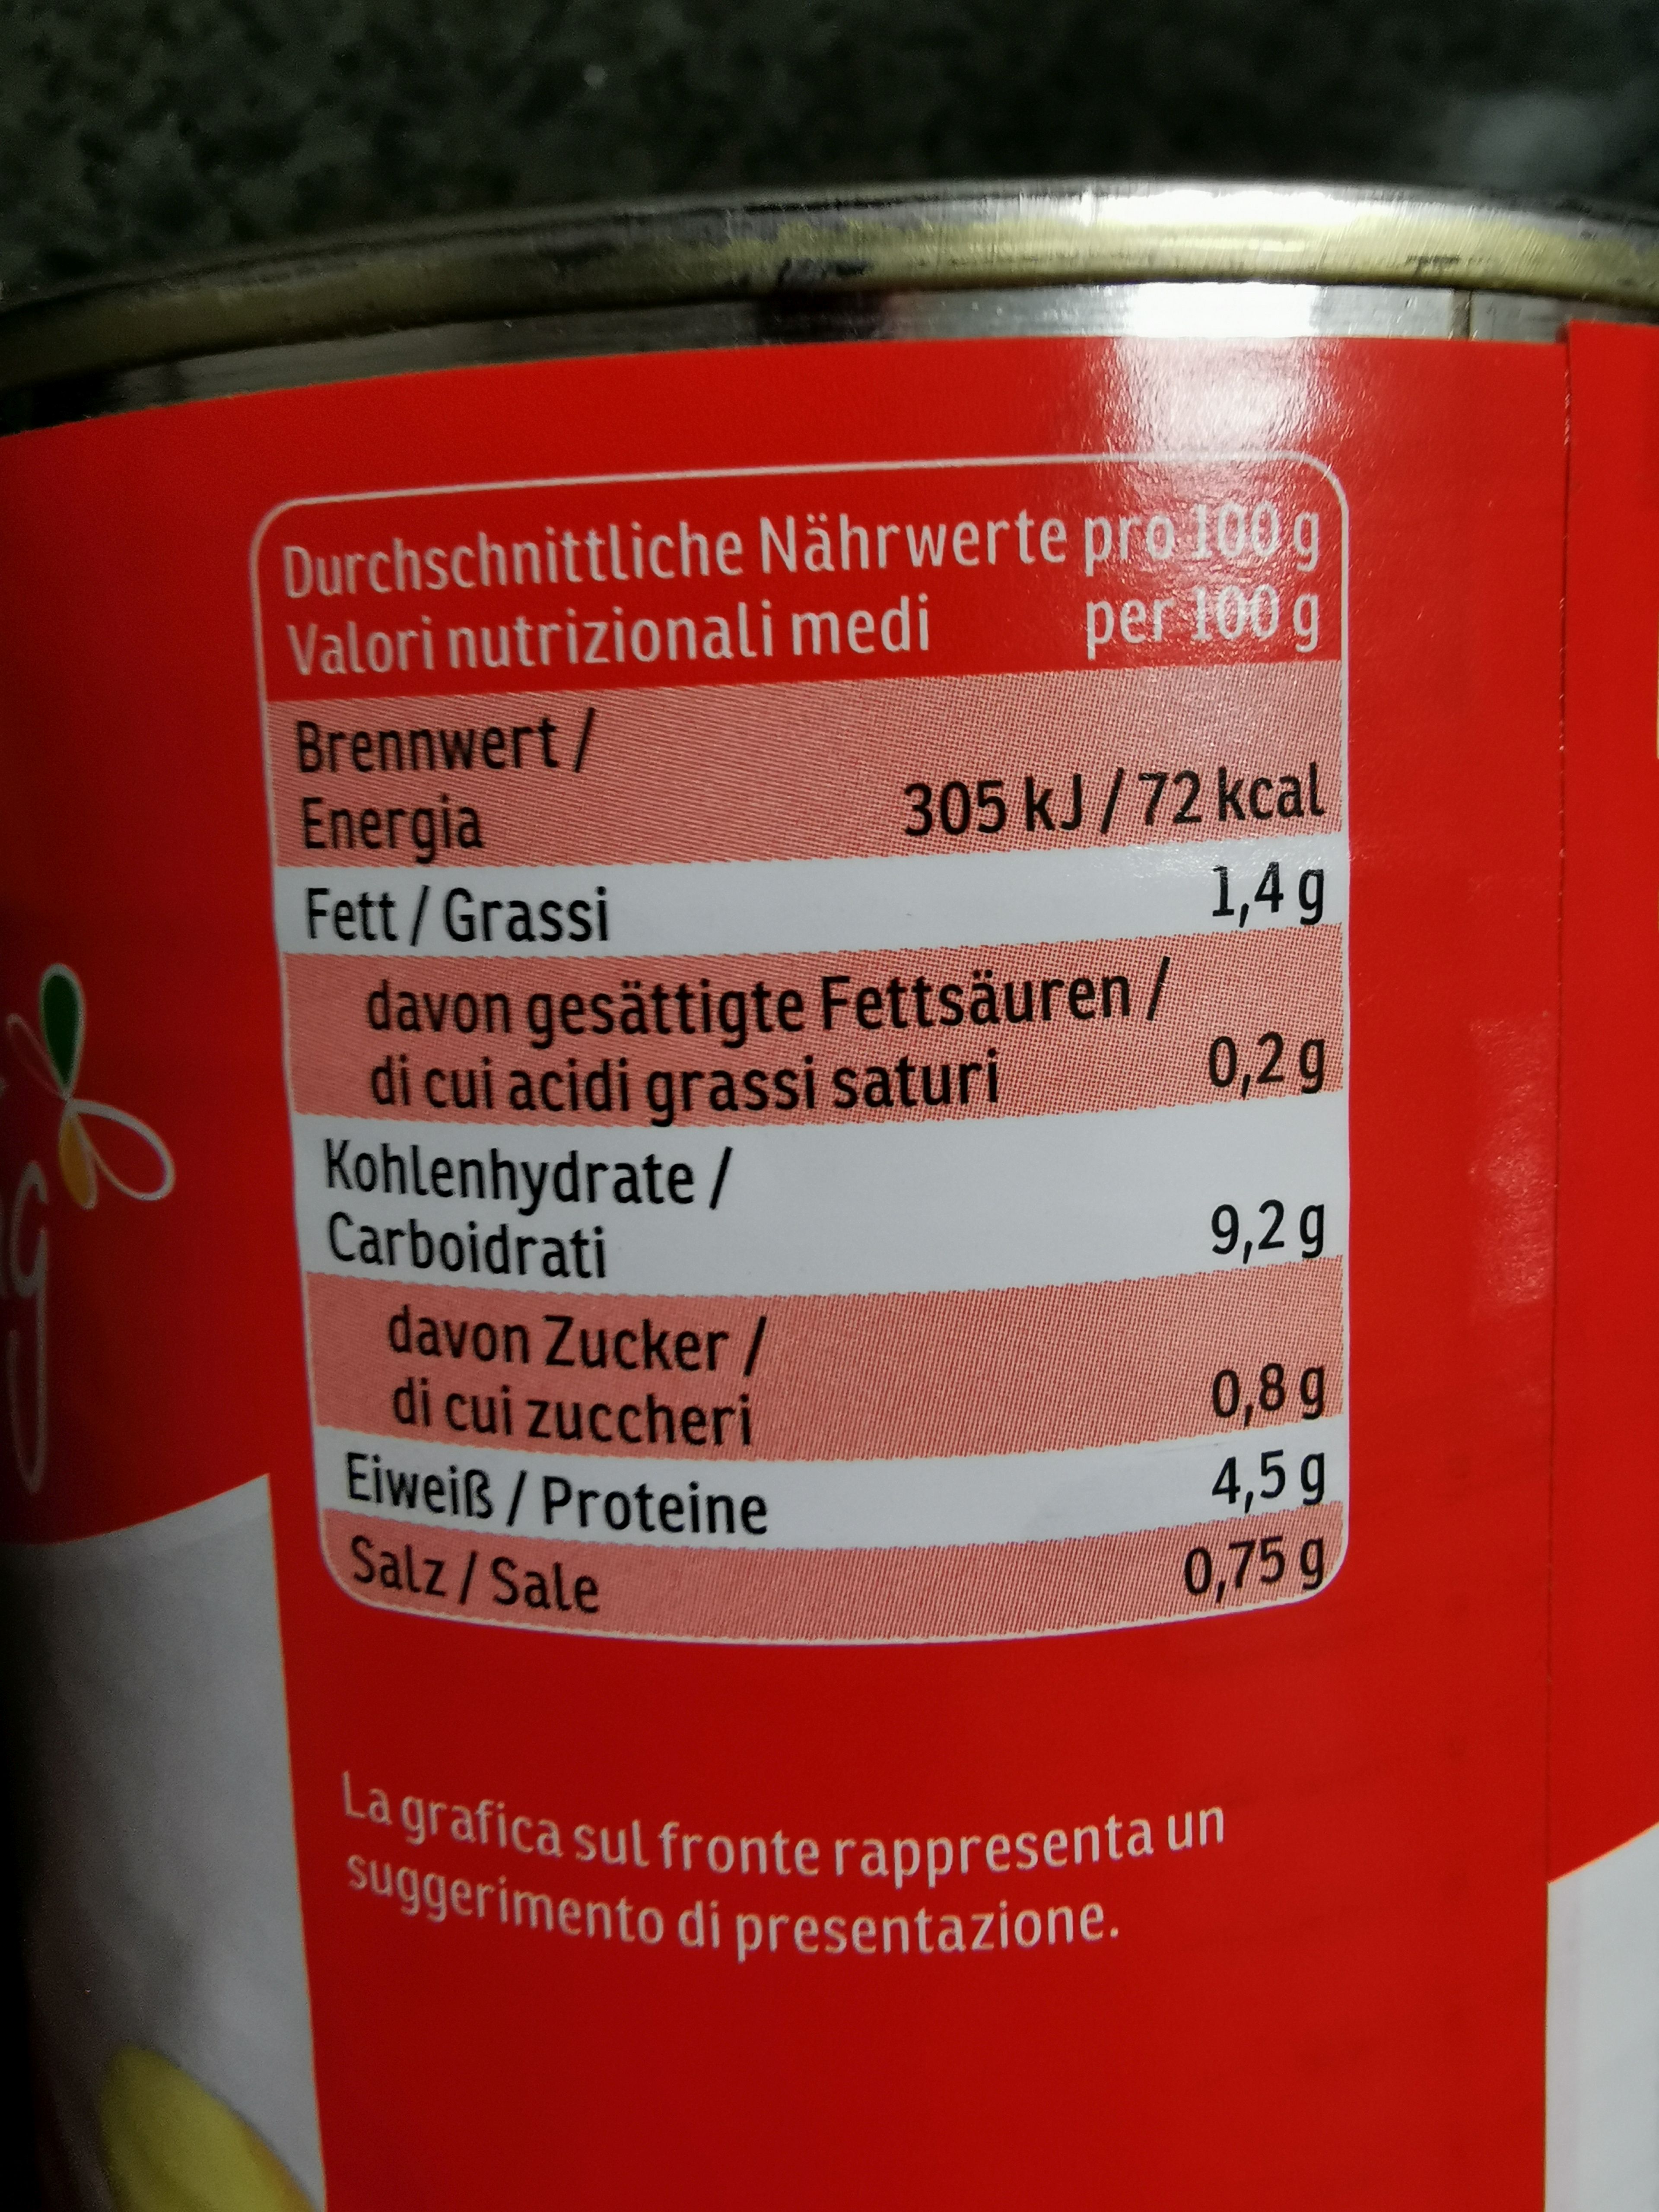 Durchschnittliche Nährwerte pro 100 g
Valori nutrizionali medi per 100 g
Brennwert /
Energia 305 kJ / 72 kcal
Fett / Grassi 1,4 g
davon gesättigte Fettsäuren /
di cui acidi grassi saturi 0,2 g
Kohlenhydrate /
Carboidrati 9,2 g
davon Zucker /
di cui zuccheri 0,8 g
Eiweiß / Proteine 4,5 g
Salz / Sale 0,75 g
La grafica sul fronte rappresenta un
suggerimento di presentazione.